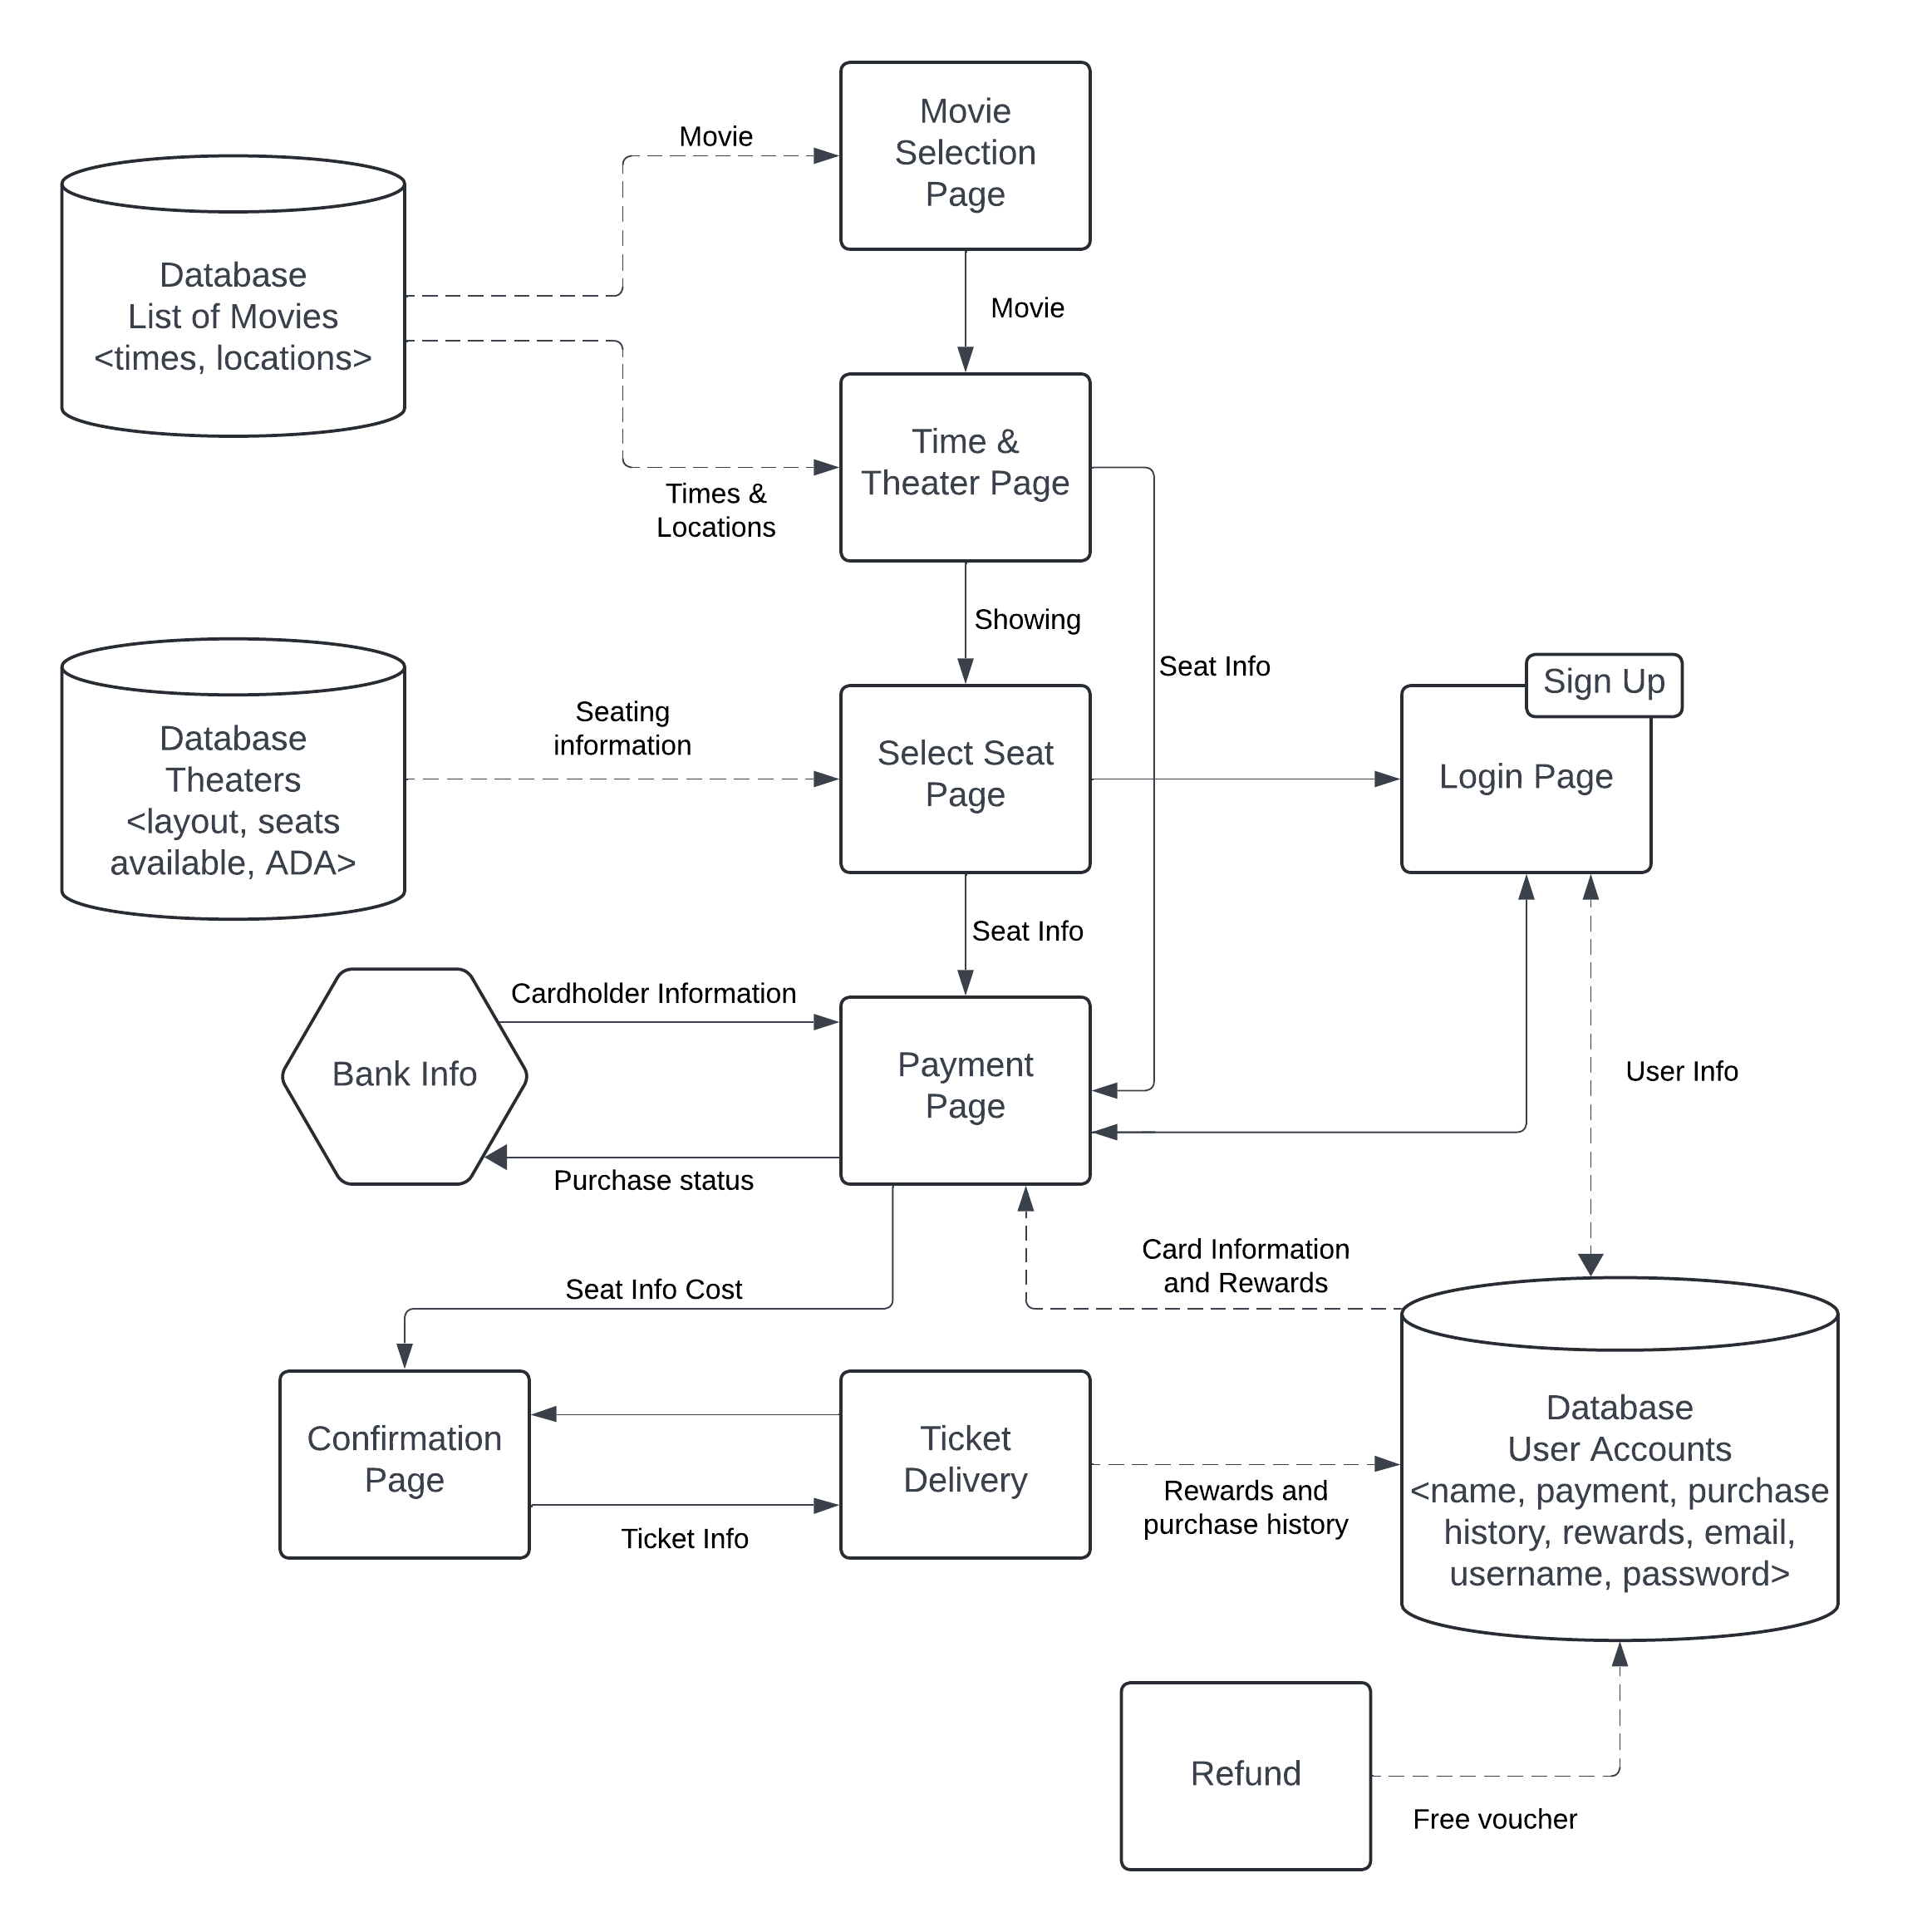 Movie
Selection
Page
Movie
Database
List of Movies
<times, locations>
Movie
Time &
Theater Page
Times &
Locations
Showing
Seat Info
Sign Up
Login Page
Database
Theaters
<layout, seats
available, ADA>
Seating
information
Select Seat
Page
Seat Info
Cardholder Information
Bank Info
Payment
Page
User Info
Purchase status
Card Information
and Rewards
Seat Info Cost
Confirmation
Page
Ticket
Delivery
Ticket Info
Rewards and
purchase history
Database
User Accounts
<name, payment, purchase
history, rewards, email,
username, password>
Refund
Free voucher